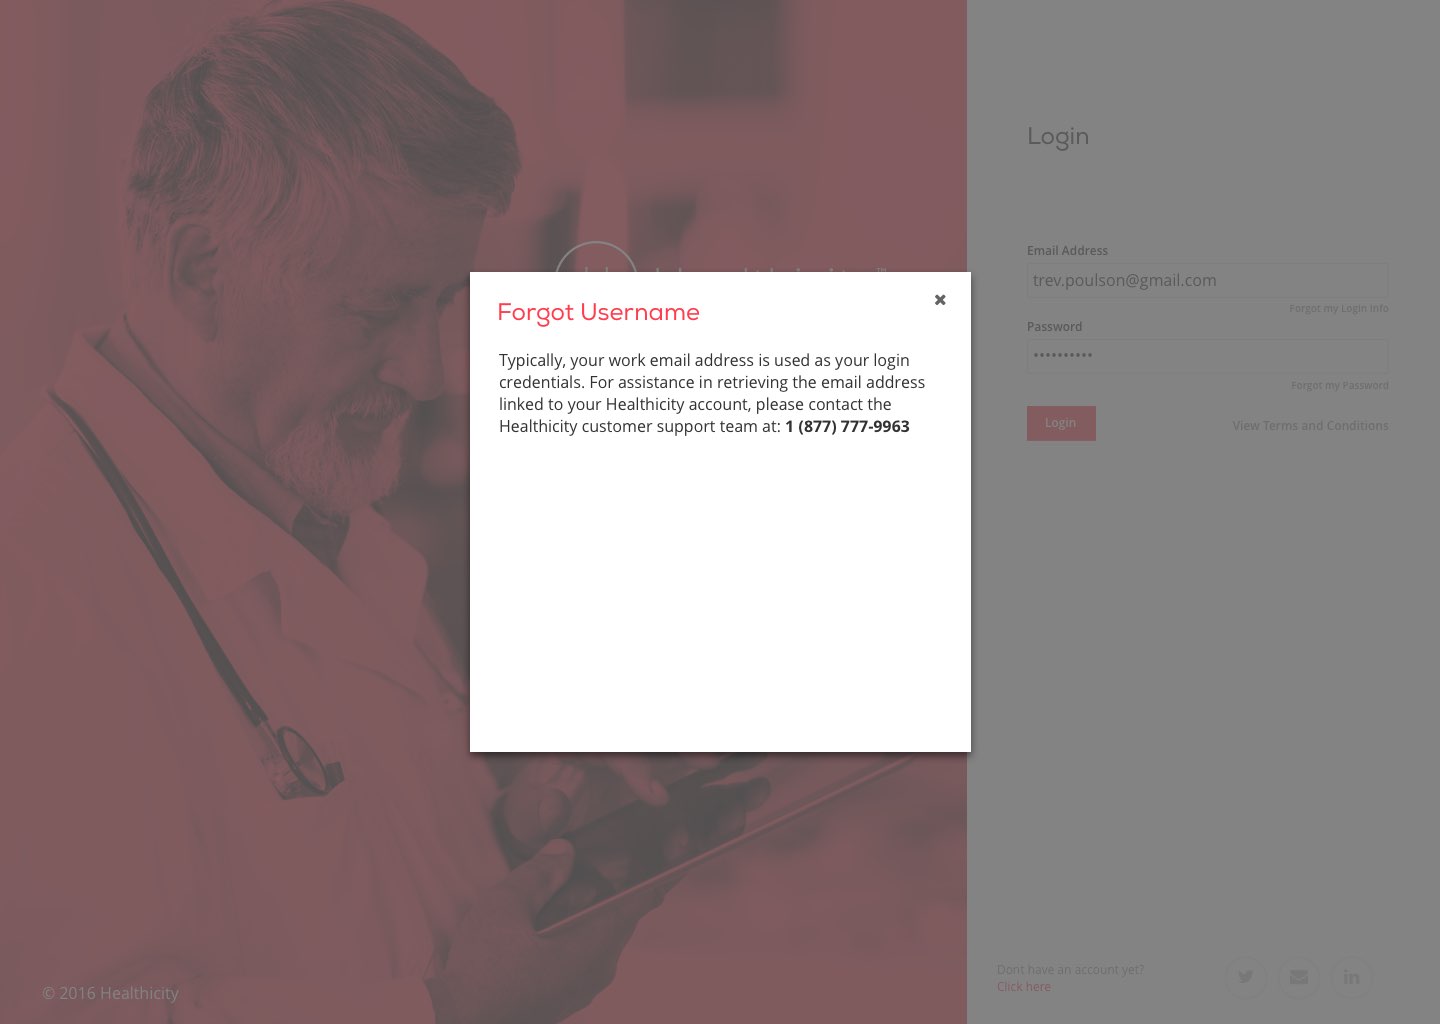 Login
Email Address
trev.poulson@gmail.com
Forgot my Login Info
Password
••••••••••
Forgot my Password
Login
View Terms and Conditions
™
Forgot Username
Typically, your work email address is used as your login
credentials. For assistance in retrieving the email address
linked to your Healthicity account, please contact the
Healthicity customer support team at: 1 (877) 777-9963
Dont have an account yet?
Click here
© 2016 Healthicity